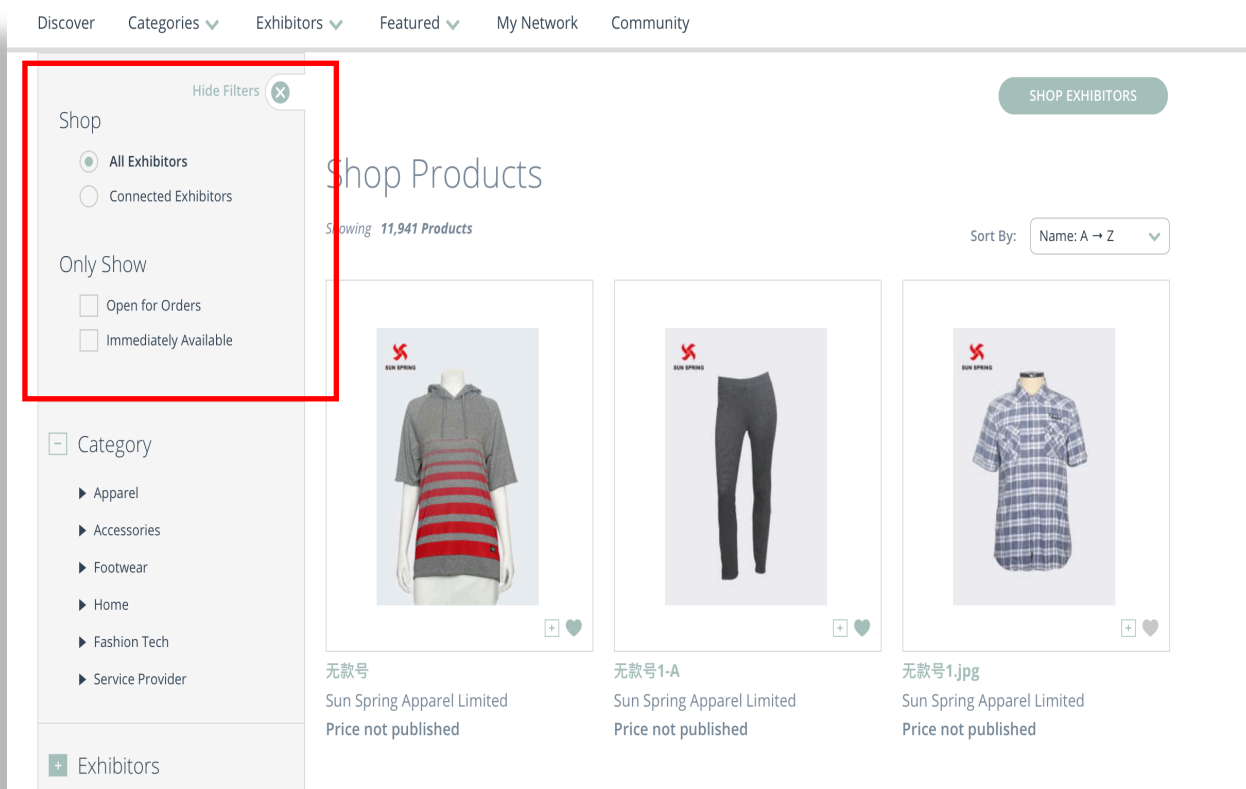 Discover Categories Exhibitors Featured My Network Community
Hide Filters
SHOP EXHIBITORS
Shop
All Exhibitors
Connected Exhibitors
Shop Products
Showing 11,941 Products
Sort By: Name: A → Z
Only Show
Open for Orders
Immediately Available
Category
Apparel
Accessories
Footwear
Home
Fashion Tech
Service Provider
Exhibitors
SUN SPRING
SUN SPRING
SUN SPRING
无款号
Sun Spring Apparel Limited
Price not published
无款号1-A
Sun Spring Apparel Limited
Price not published
无款号1.jpg
Sun Spring Apparel Limited
Price not published